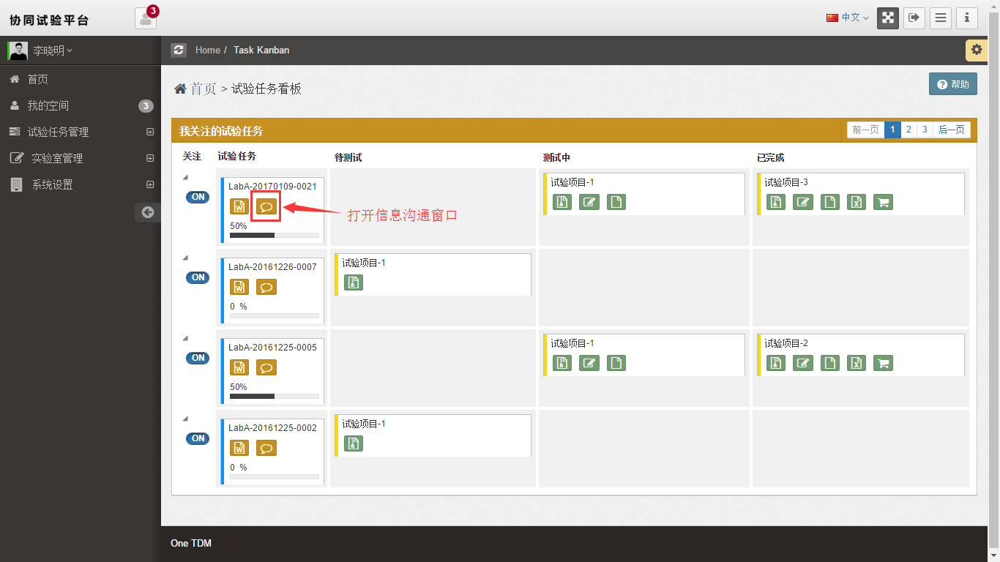 协同试验平台
3
中文
李晓明
Home / Task Kanban
首页
我的空间
3
试验任务管理
实验室管理
系统设置
首页 > 试验任务看板
帮助
我关注的试验任务
前一页 1 2 3 后一页
关注 试验任务 待测试 测试中 已完成
ON
LabA-20170109-0021
50%
打开信息沟通窗口
试验项目-1
试验项目-3
ON
LabA-20161226-0007
0 %
试验项目-1
ON
LabA-20161225-0005
50%
试验项目-1
试验项目-2
ON
LabA-20161225-0002
0 %
试验项目-1
One TDM